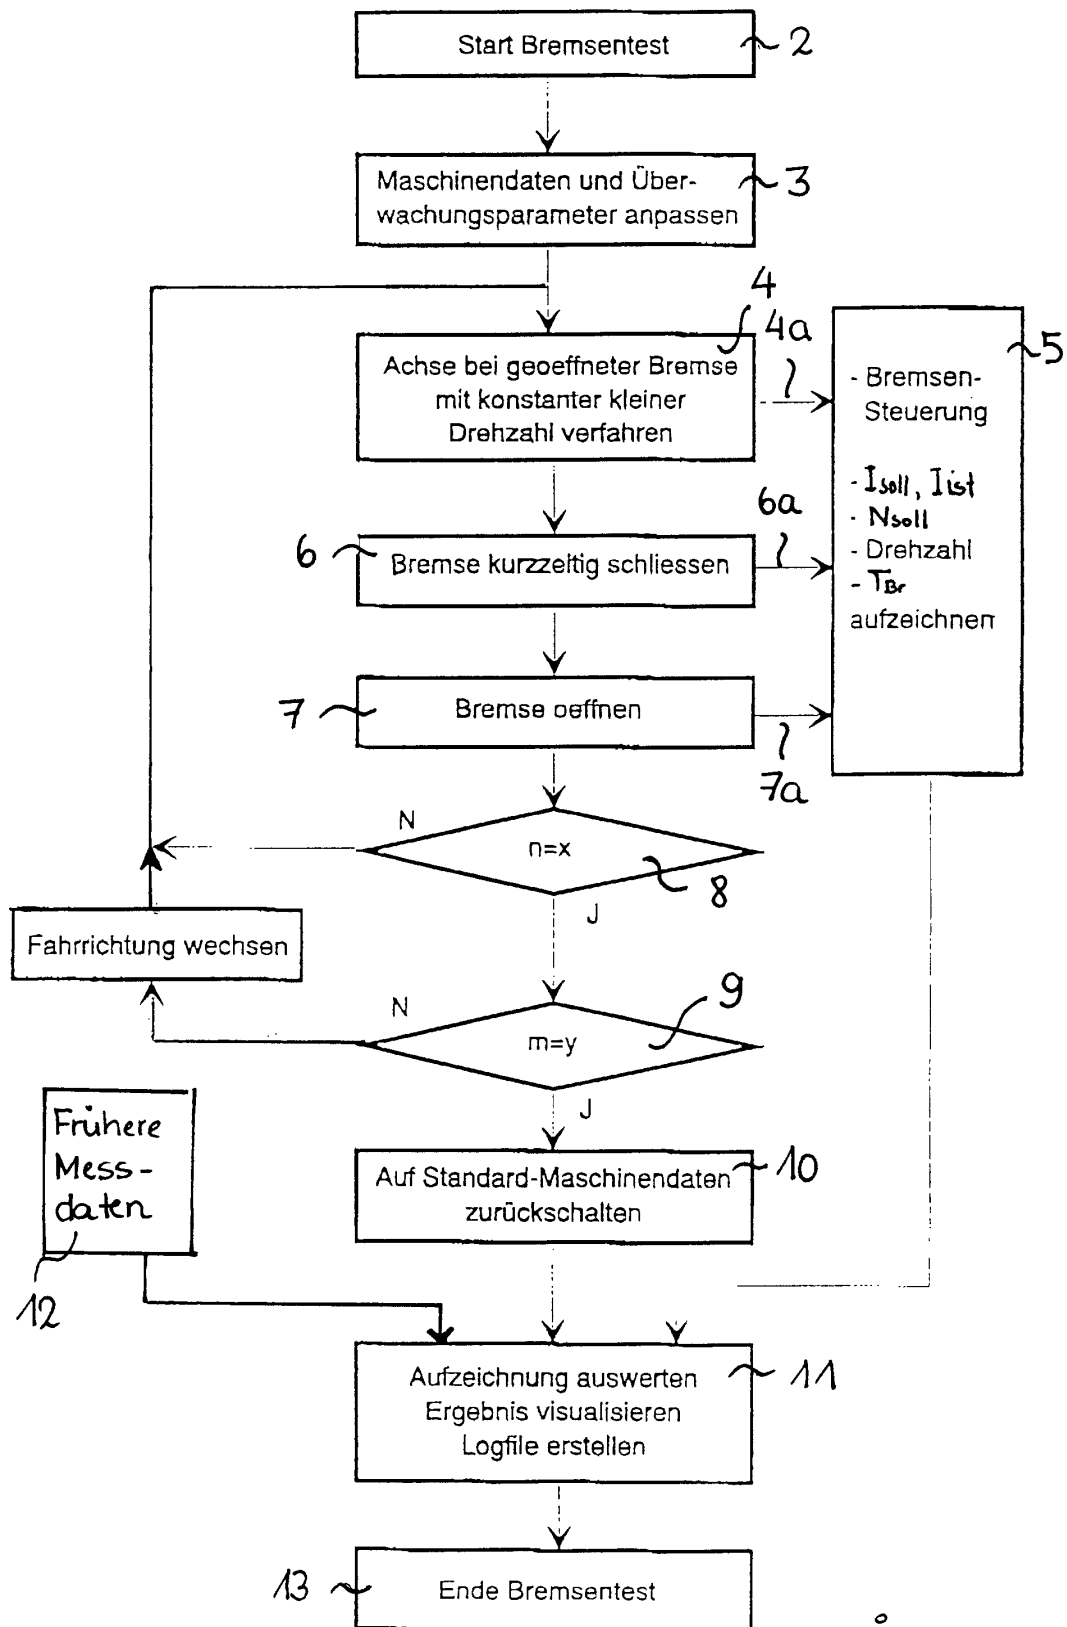 Start Bremsentest
2
Maschinendaten und Über-
wachungsparameter anpassen
3
4
4a
Achse bei geoeffneter Bremse
mit konstanter kleiner
Drehzahl verfahren
5
- Bremsen-
Steuerung
- Isoll, Iist
- Nsoll
- Drehzahl
- TBr
aufzeichnen
6
Bremse kurzzeitig schliessen
6a
7
Bremse oeffnen
7a
N
n=x
8
J
Fahrrichtung wechsen
N
m=y
9
J
Frühere
Mess-
daten
12
Auf Standard-Maschinendaten
zurückschalten
10
Aufzeichnung auswerten
Ergebnis visualisieren
Logfile erstellen
11
13
Ende Bremsentest